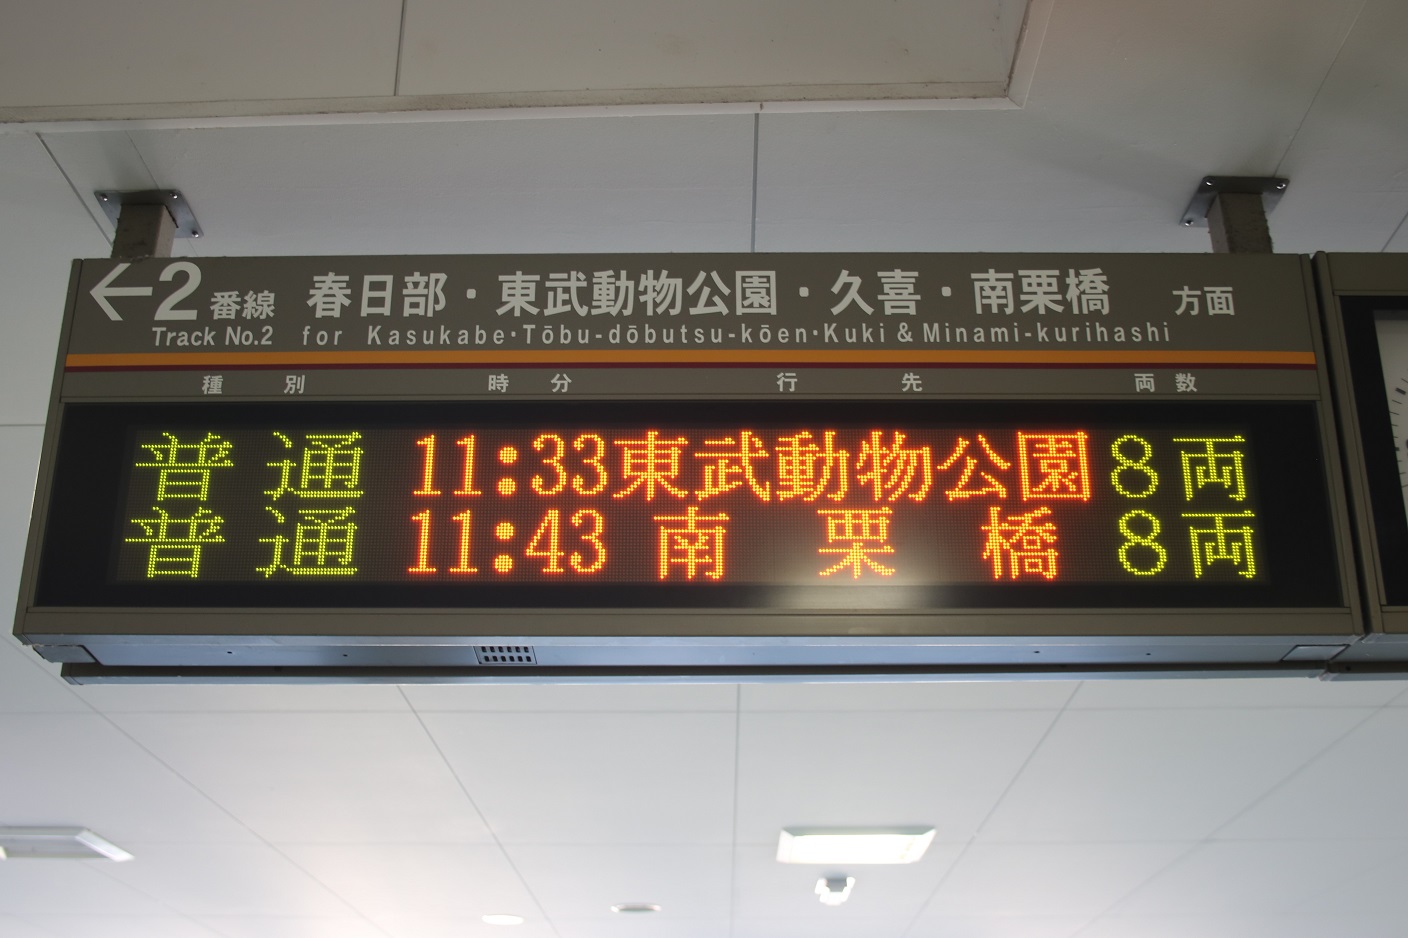 ←2番線 春日部・東武動物公園・久喜・南栗橋 方面
Track No.2 for Kasukabe・Tōbu-dōbutsu-kōen・Kuki & Minami-kurihashi
種別 時分 行先 両数
普通 11:33 東武動物公園 8両
普通 11:43 南栗橋 8両